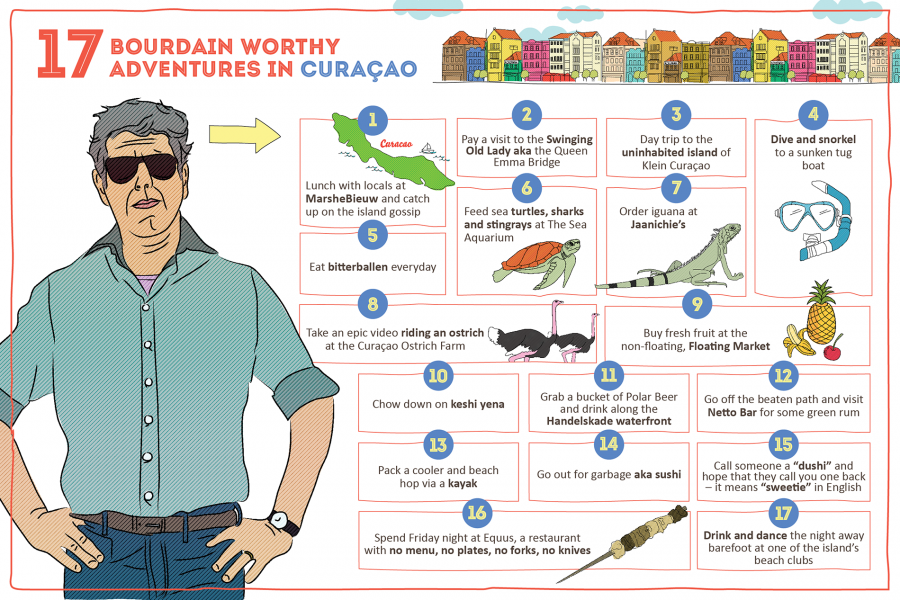 17 BOURDAIN WORTHY
ADVENTURES IN CURAÇAO
1
Curacao
Lunch with locals at
MarsheBieuw and catch
up on the island gossip
2
Pay a visit to the Swinging
Old Lady aka the Queen
Emma Bridge
3
Day trip to the
uninhabited island of
Klein Curaçao
4
Dive and snorkel
to a sunken tug
boat
5
Eat bitterballen everyday
6
Feed sea turtles, sharks
and stingrays at The Sea
Aquarium
7
Order iguana at
Jaanichie's
8
Take an epic video riding an ostrich
at the Curaçao Ostrich Farm
9
Buy fresh fruit at the
non-floating, Floating Market
10
Chow down on keshi yena
11
Grab a bucket of Polar Beer
and drink along the
Handelskade waterfront
12
Go off the beaten path and visit
Netto Bar for some green rum
13
Pack a cooler and beach
hop via a kayak
14
Go out for garbage aka sushi
15
Call someone a “dushi” and
hope that they call you one back
– it means “sweetie” in English
16
Spend Friday night at Equus, a restaurant
with no menu, no plates, no forks, no knives
17
Drink and dance the night away
barefoot at one of the island's
beach clubs